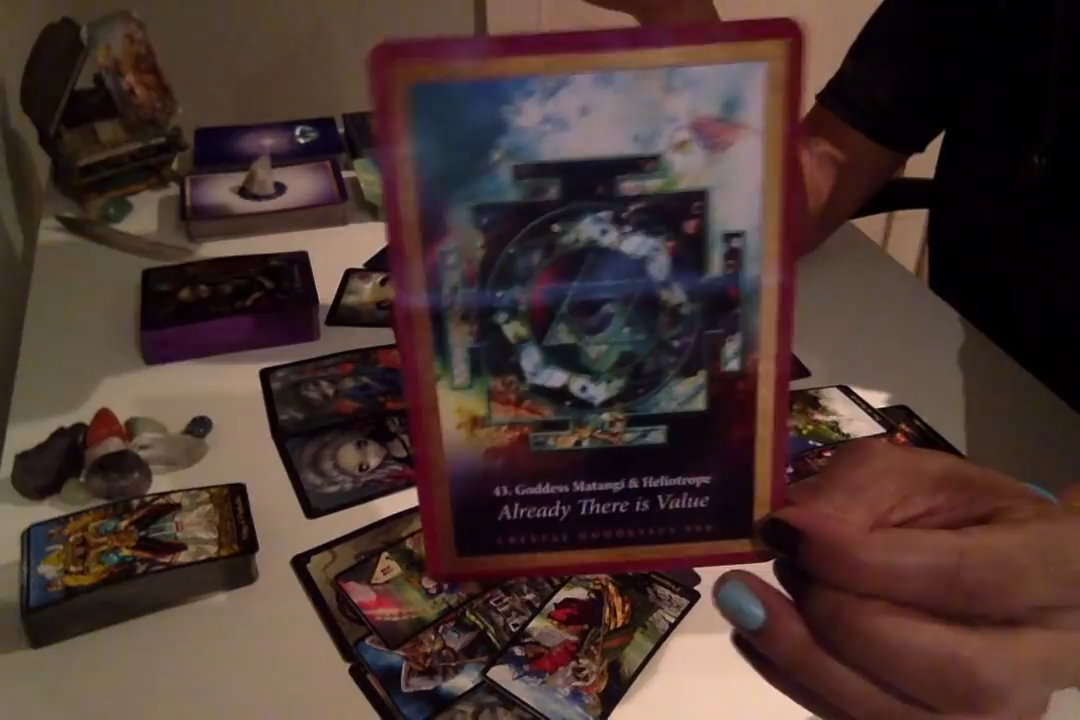 43. Goddess Matangi & Heliotrope
Already There is Value